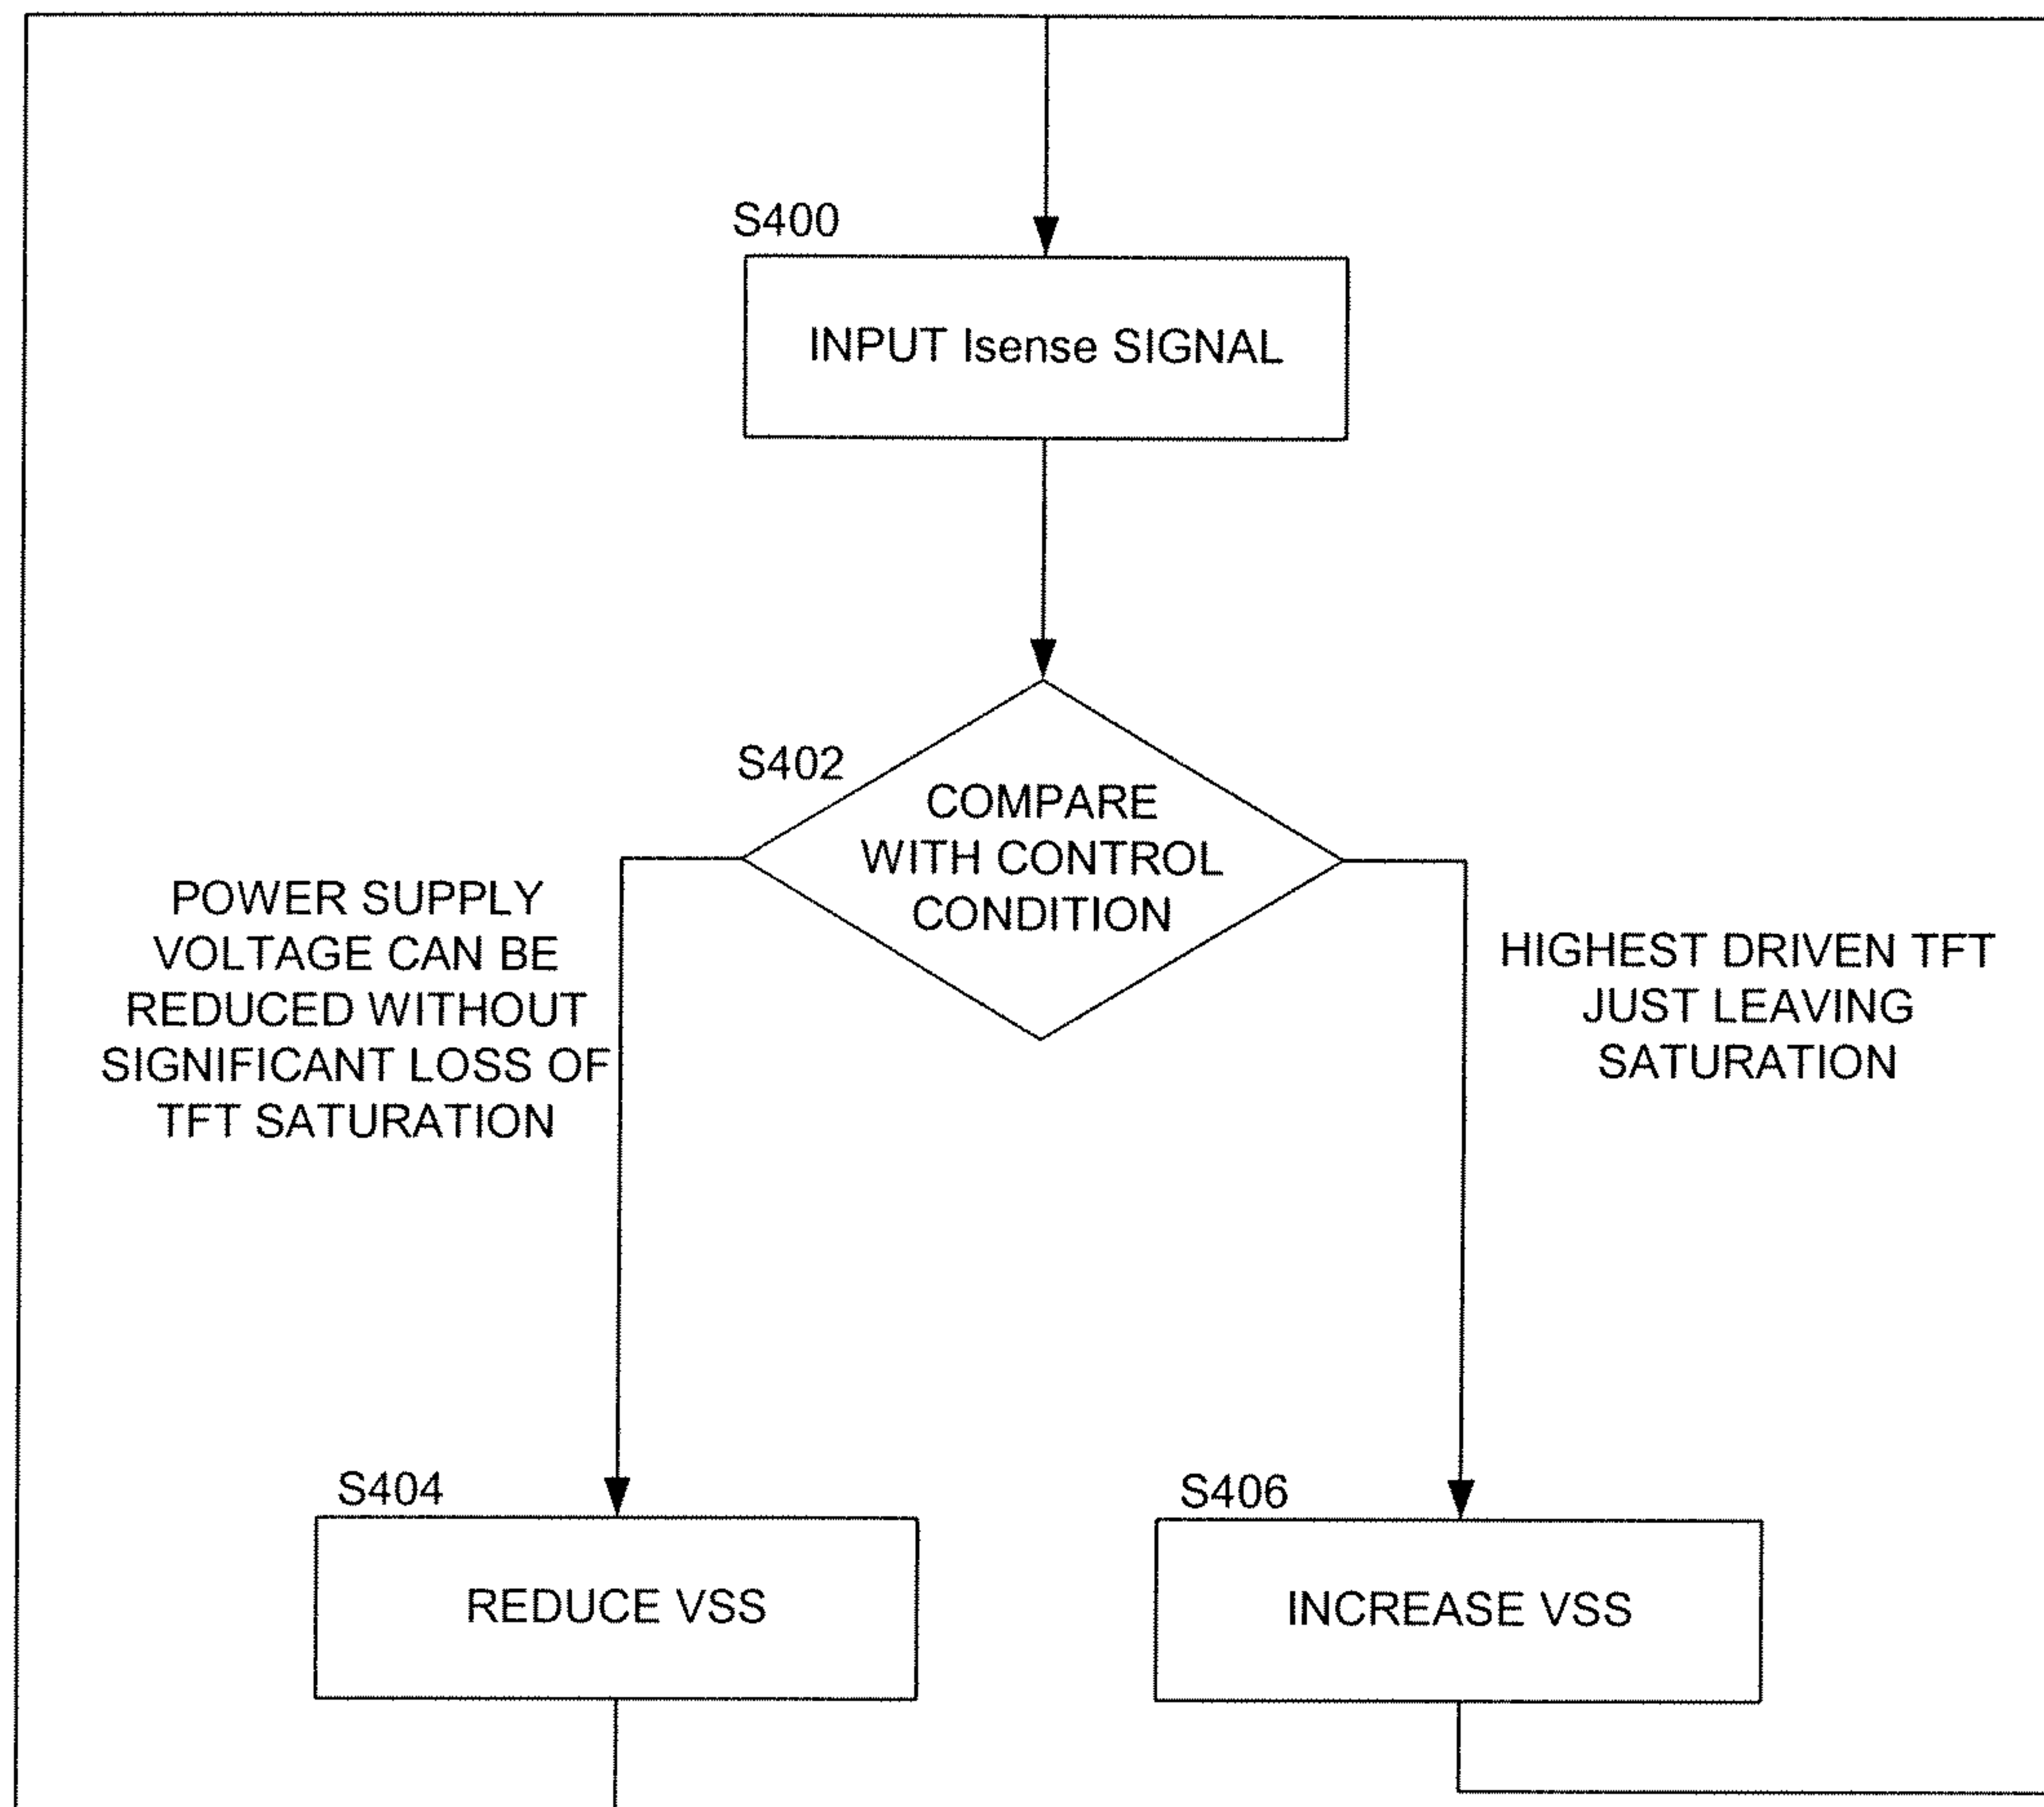 S400
INPUT Isense SIGNAL
S402
COMPARE
WITH CONTROL
CONDITION
POWER SUPPLY
VOLTAGE CAN BE
REDUCED WITHOUT
SIGNIFICANT LOSS OF
TFT SATURATION
HIGHEST DRIVEN TFT
JUST LEAVING
SATURATION
S404
REDUCE VSS
S406
INCREASE VSS